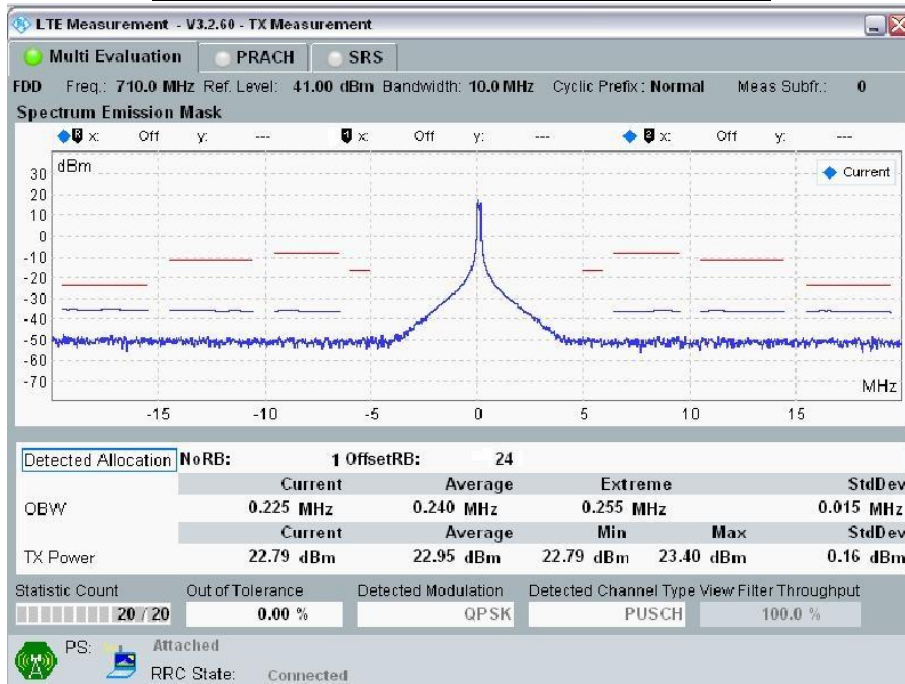 LTE Measurement - V3.2.60 - TX Measurement
Multi Evaluation PRACH SRS
FDD Freq.: 710.0 MHz Ref. Level: 41.00 dBm Bandwidth: 10.0 MHz Cyclic Prefix: Normal Meas Subfr.: 0
Spectrum Emission Mask
R x: Off y: --- 1 x: Off y: --- 2 x: Off y: ---
dBm
Current
30
20
10
0
-10
-20
-30
-40
-50
-60
-70
MHz
-15 -10 -5 0 5 10 15
Detected Allocation NoRB: 1 OffsetRB: 24
Current Average Extreme StdDev
OBW 0.225 MHz 0.240 MHz 0.255 MHz 0.015 MHz
Current Average Min Max StdDev
TX Power 22.79 dBm 22.95 dBm 22.79 dBm 23.40 dBm 0.16 dBm
Statistic Count Out of Tolerance Detected Modulation Detected Channel Type View Filter Throughput
20 / 20 0.00 % QPSK PUSCH 100.0 %
PS: Attached
RRC State: Connected